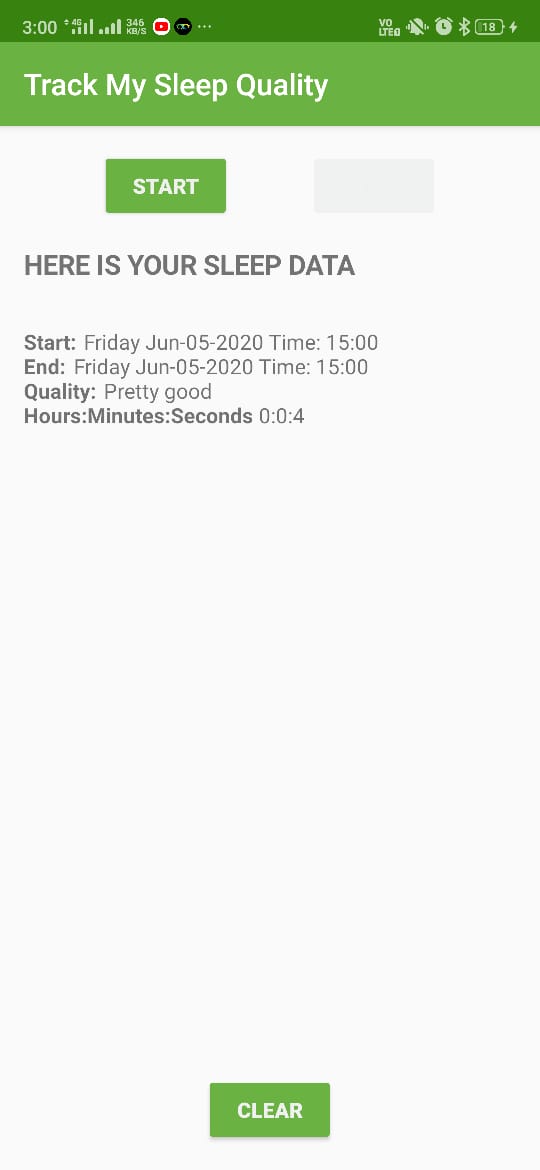 3:00 4G 346 KB/S ... VO LTE 18
Track My Sleep Quality
START
HERE IS YOUR SLEEP DATA
Start: Friday Jun-05-2020 Time: 15:00
End: Friday Jun-05-2020 Time: 15:00
Quality: Pretty good
Hours:Minutes:Seconds 0:0:4
CLEAR